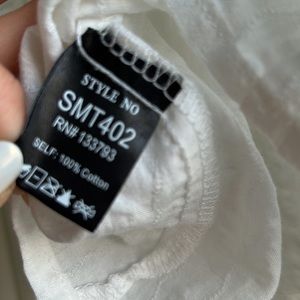 STYLE NO
SMT402
RN# 133793
SELF: 100% Cotton